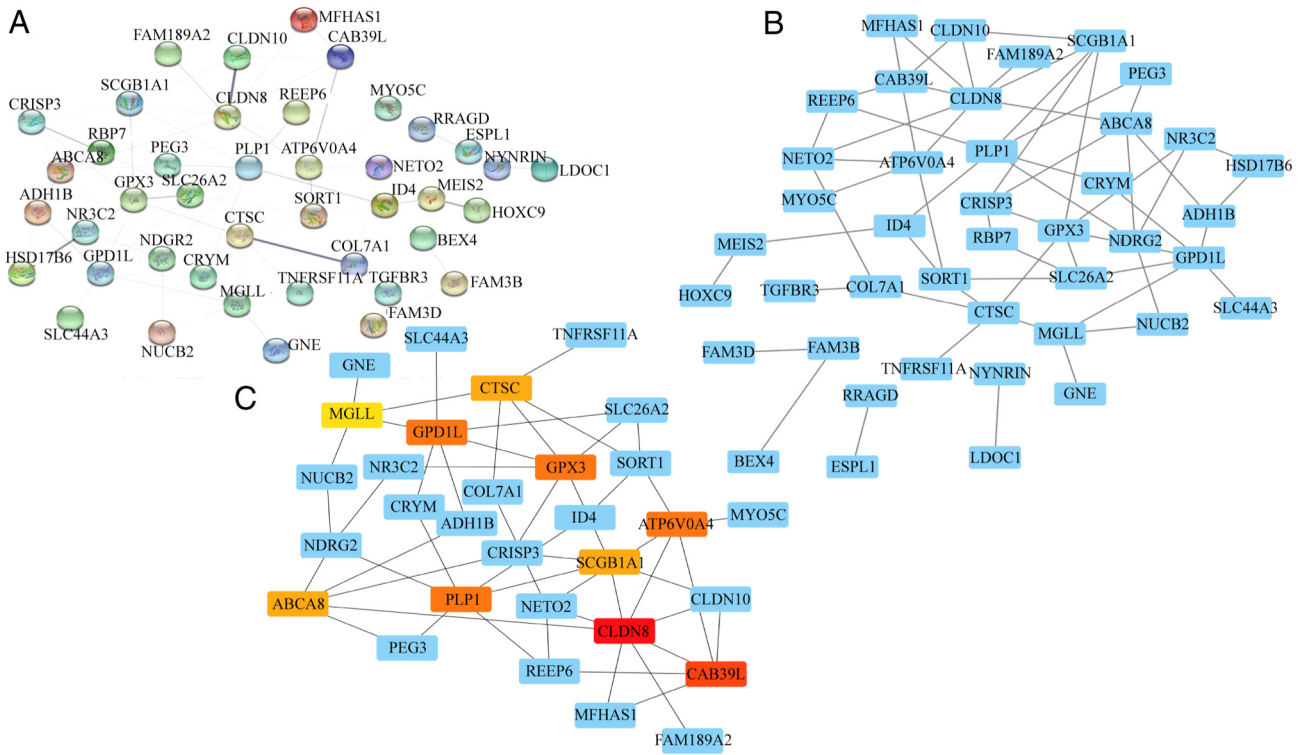 A
MFHAS1
FAM189A2
CLDN10
CAB39L
SCGB1A1
CRISP3
CLDN8
REEP6
MYO5C
RBP7
RRAGD
ESPL1
ABCA8
PEG3
PLP1
ATP6V0A4
NETO2
NYNRIN
LDOC1
GPX3
SLC26A2
ADH1B
ID4
MEIS2
HOXC9
NR3C2
CTSC
SORT1
HSD17B6
GPD1L
NDGR2
CRYM
COL7A1
BEX4
TNFRSF11A
TGFBR3
FAM3B
MGLL
SLC44A3
NUCB2
FAM3D
GNE
B
MFHAS1
CLDN10
SCGB1A1
FAM189A2
PEG3
CAB39L
REEP6
CLDN8
ABCA8
NR3C2
NETO2
ATP6V0A4
PLP1
HSD17B6
CRYM
MYO5C
CRISP3
ADH1B
ID4
RBP7
GPX3
NDRG2
MEIS2
GPD1L
HOXC9
TGFBR3
COL7A1
SORT1
SLC26A2
SLC44A3
CTSC
MGLL
NUCB2
FAM3D
FAM3B
TNFRSF11A
NYNRIN
RRAGD
GNE
BEX4
ESPL1
LDOC1
C
SLC44A3
TNFRSF11A
GNE
CTSC
MGLL
SLC26A2
GPD1L
NUCB2
NR3C2
GPX3
SORT1
COL7A1
CRYM
ADH1B
ID4
ATP6V0A4
MYO5C
NDRG2
CRISP3
SCGB1A1
ABCA8
PLP1
NETO2
CLDN10
CLDN8
PEG3
REEP6
CAB39L
MFHAS1
FAM189A2